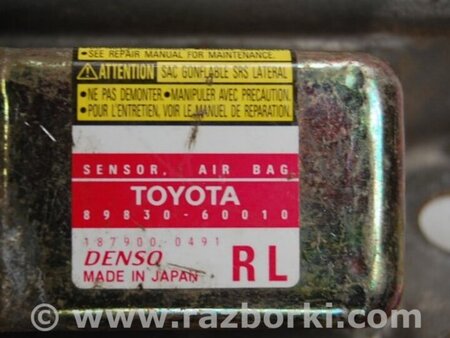 •SEE REPAIR MANUAL FOR MAINTENANCE.
ATTENTION SAC GONFLABLE SRS LATERAL
•NE PAS DEMONTER.•MANIPULER AVEC PRECAUTION.
•POUR L'ENTRETIEN, VOIR LE MANUEL DE REPARATION.
SENSOR, AIR BAG
TOYOTA
89830-60010
187900-0491
DENSO RL
MADE IN JAPAN
© www.razborki.com